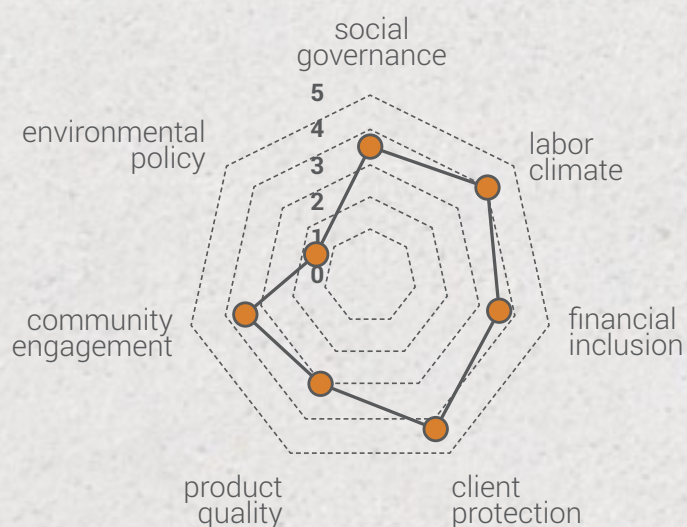 social
governance
5
4
3
2
1
0
environmental
policy
labor
climate
community
engagement
financial
inclusion
product
quality
client
protection